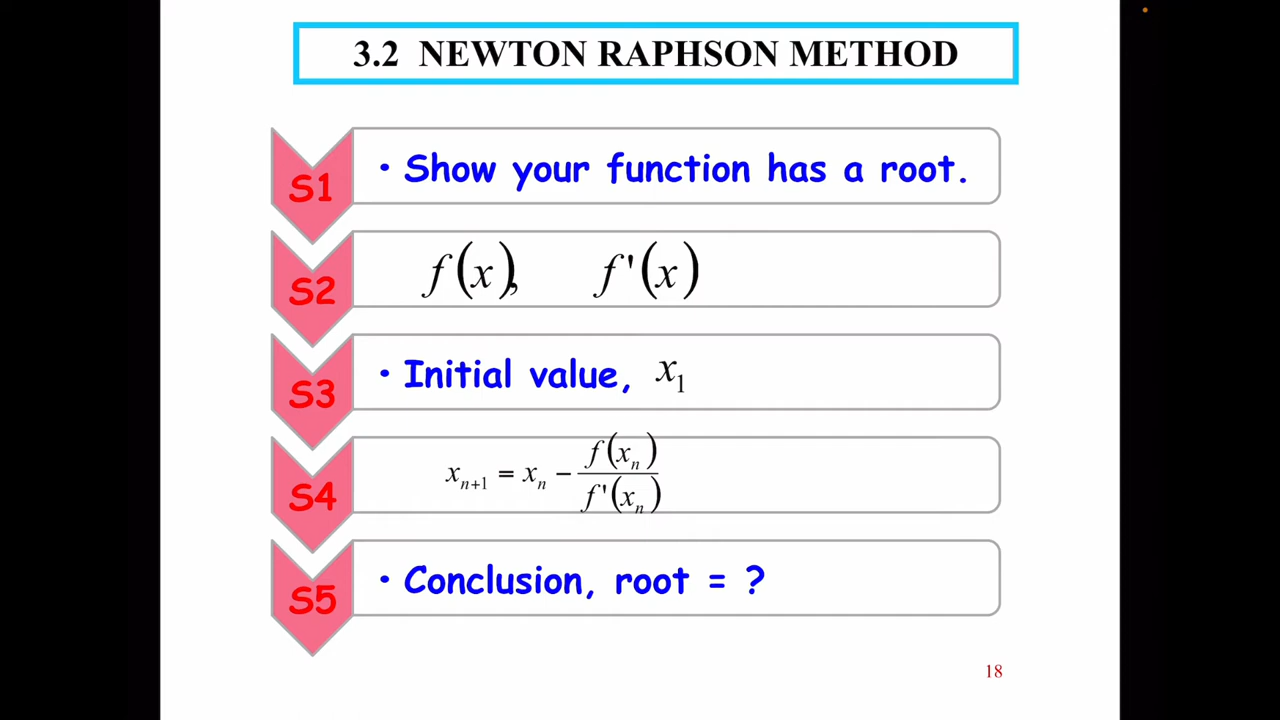 3.2 NEWTON RAPHSON METHOD
S1
• Show your function has a root.
S2
f(x), f'(x)
S3
• Initial value, x₁
S4
xₙ₊₁ = xₙ − f(xₙ) / f'(xₙ)
S5
• Conclusion, root = ?
18